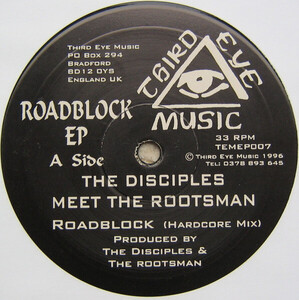 Third Eye Music
PO Box 294
Bradford
BD12 0YS
England UK
THIRD EYE
MUSIC
ROADBLOCK
EP
A Side
33 RPM
TEMEP007
© Third Eye Music 1996
Tel: 0378 893 645
THE DISCIPLES
MEET THE ROOTSMAN
Roadblock (Hardcore Mix)
Produced by
The Disciples &
The Rootsman